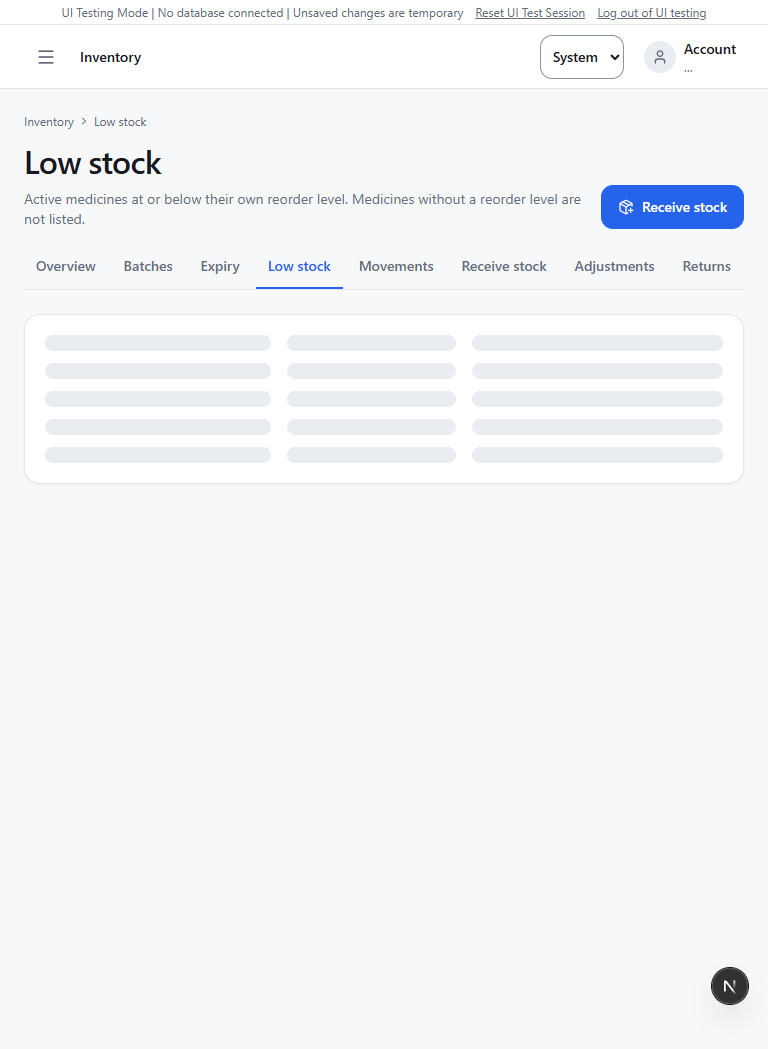 UI Testing Mode | No database connected | Unsaved changes are temporary Reset UI Test Session Log out of UI testing
Inventory
System
Account
...
Inventory > Low stock
Low stock
Active medicines at or below their own reorder level. Medicines without a reorder level are
not listed.
Receive stock
Overview Batches Expiry Low stock Movements Receive stock Adjustments Returns
N